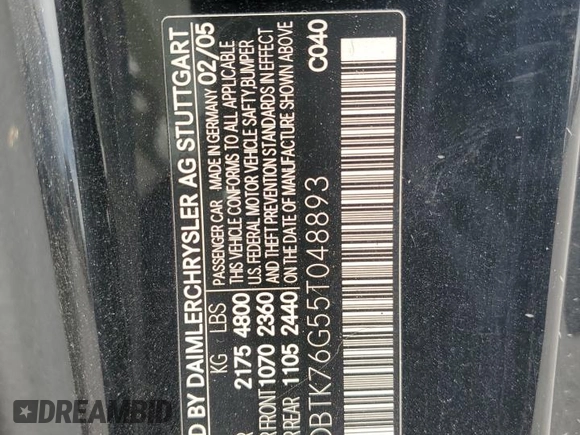 D BY DAIMLERCHRYSLER AG STUTTGART
KG LBS PASSENGER CAR MADE IN GERMANY 02/05
2175 4800 THIS VEHICLE CONFORMS TO ALL APPLICABLE
FRONT 1070 2360 U.S. FEDERAL MOTOR VEHICLE SAFETY, BUMPER
REAR 1105 2440 AND THEFT PREVENTION STANDARDS IN EFFECT
ON DATE OF MANUFACTURE SHOWN ABOVE
DBTK76G55T048893 C040
DREAMBID